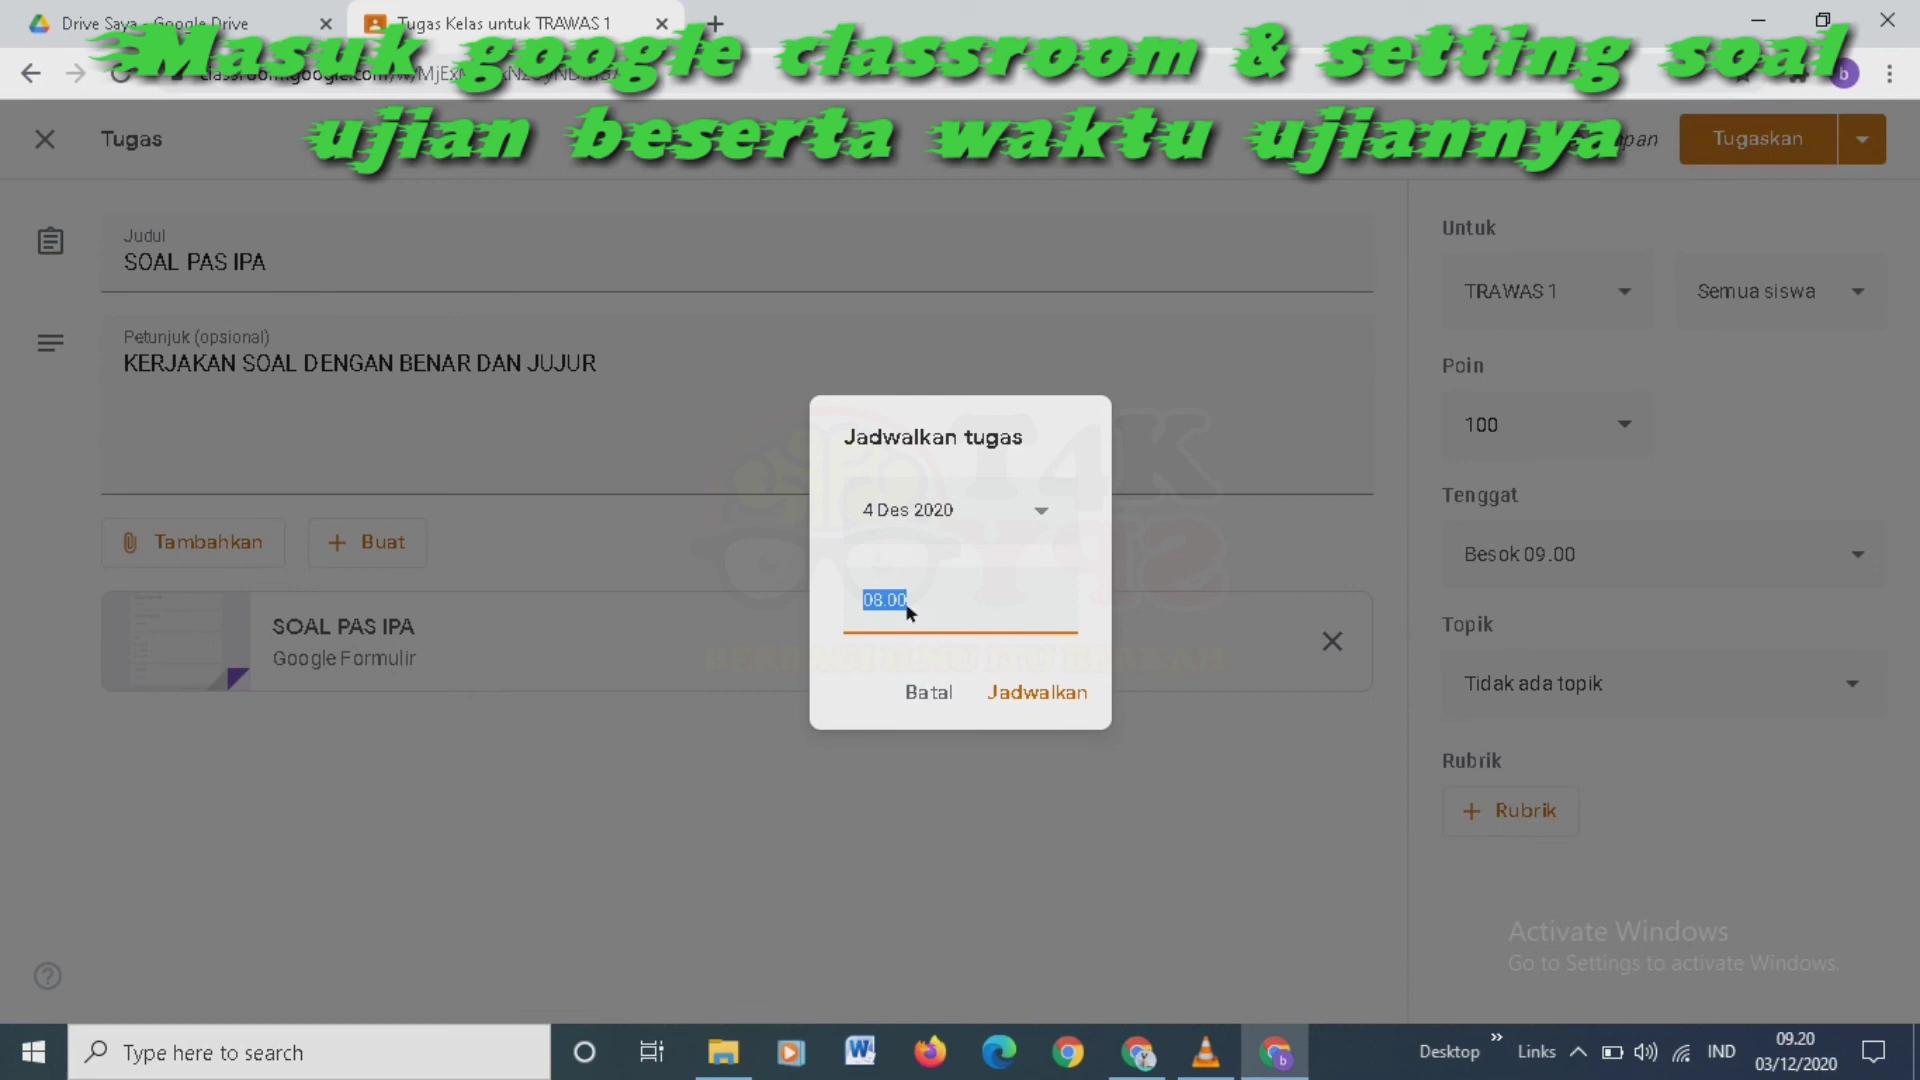 Drive Saya - Google Drive
Tugas Kelas untuk TRAWAS 1
Masuk google classroom & setting soal
ujian beserta waktu ujiannya
Tugas
Tugaskan
Judul
SOAL PAS IPA
Petunjuk (opsional)
KERJAKAN SOAL DENGAN BENAR DAN JUJUR
Tambahkan
Buat
SOAL PAS IPA
Google Formulir
Jadwalkan tugas
4 Des 2020
08.00
Batal
Jadwalkan
Untuk
TRAWAS 1
Semua siswa
Poin
100
Tenggat
Besok 09.00
Topik
Tidak ada topik
Rubrik
Rubrik
Activate Windows
Go to Settings to activate Windows.
Type here to search
Desktop
Links
IND
09.20
03/12/2020